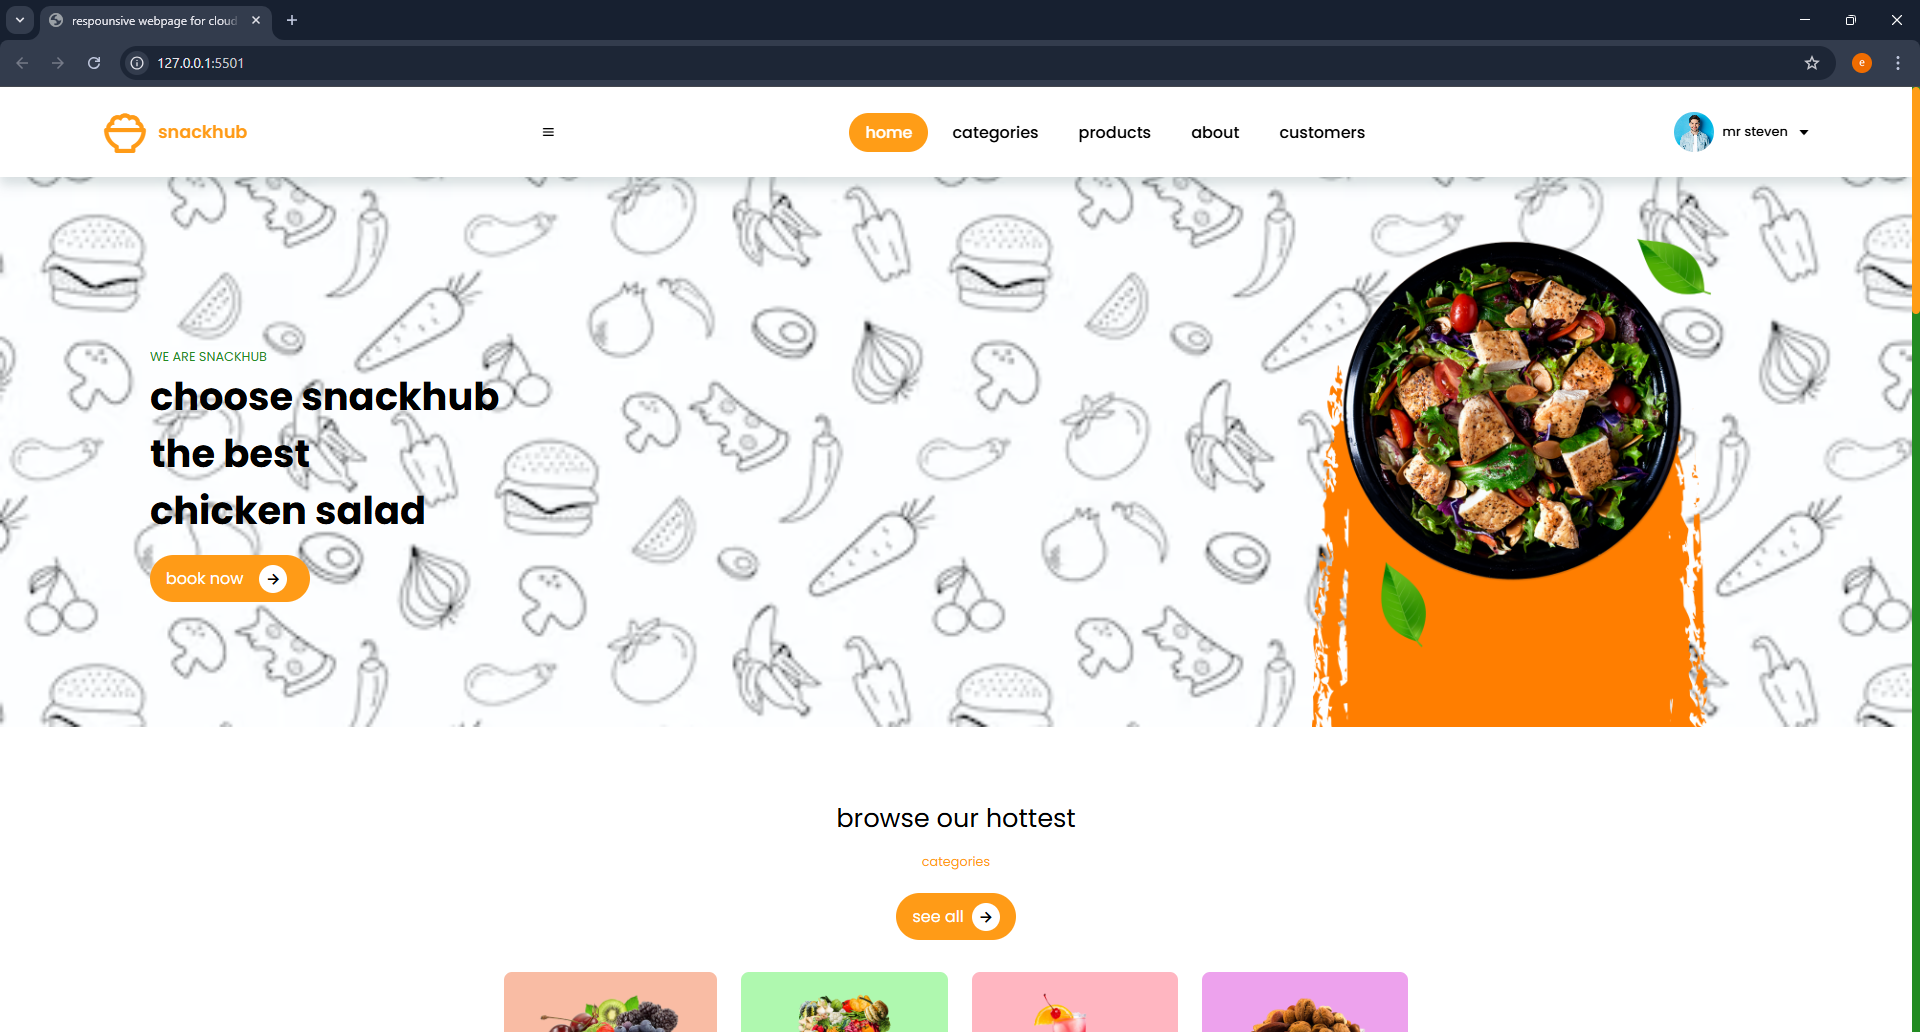 respounsive webpage for cloud
127.0.0.1:5501
e
snackhub
home
categories
products
about
customers
mr steven
WE ARE SNACKHUB
choose snackhub
the best
chicken salad
book now
browse our hottest
categories
see all